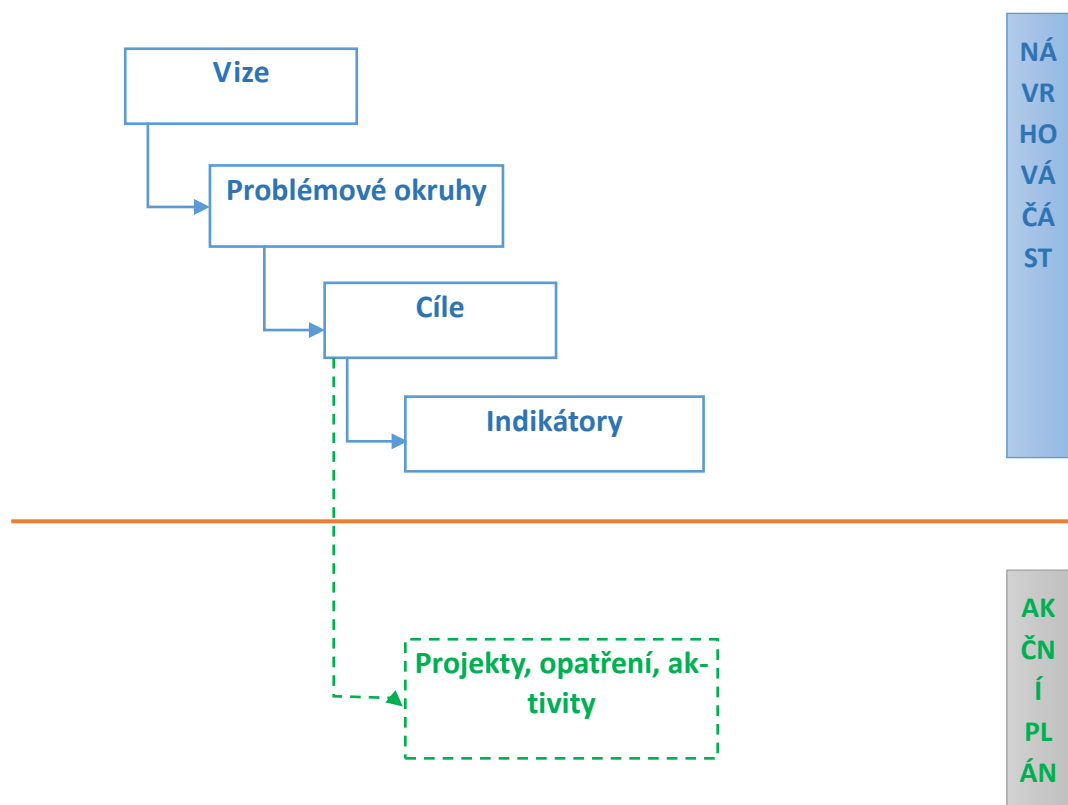 Vize
Problémové okruhy
Cíle
Indikátory
NÁ
VR
HO
VÁ
ČÁ
ST
Projekty, opatření, ak-
tivity
AK
ČN
Í
PL
ÁN